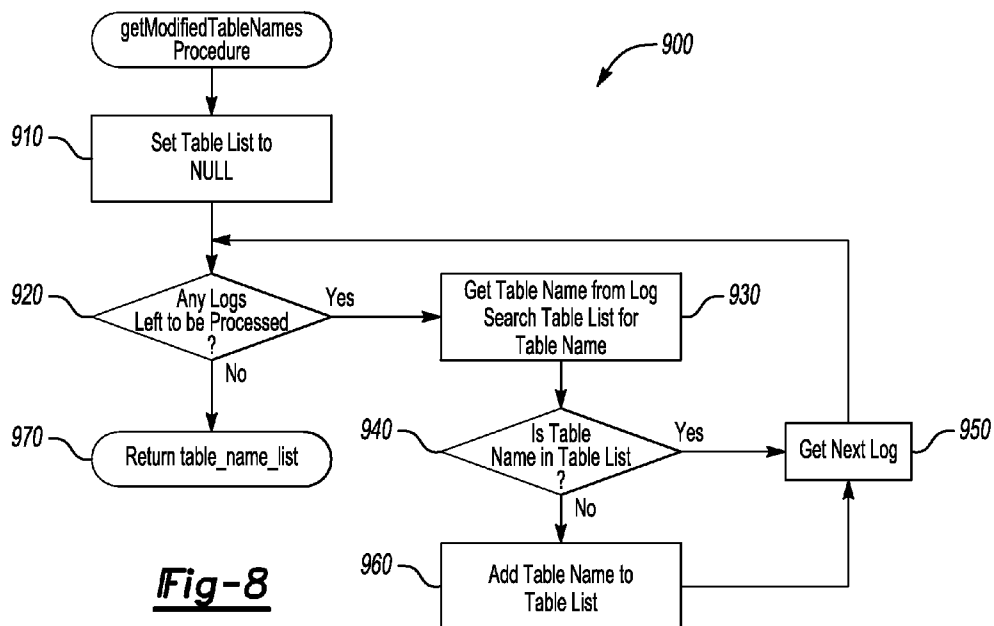 getModifiedTableNames
Procedure
900
910
Set Table List to
NULL
920
Any Logs
Left to be Processed
?
Yes
No
Get Table Name from Log
Search Table List for
Table Name
930
940
Is Table
Name in Table List
?
Yes
No
Get Next Log
950
970
Return table_name_list
960
Add Table Name to
Table List
Fig-8